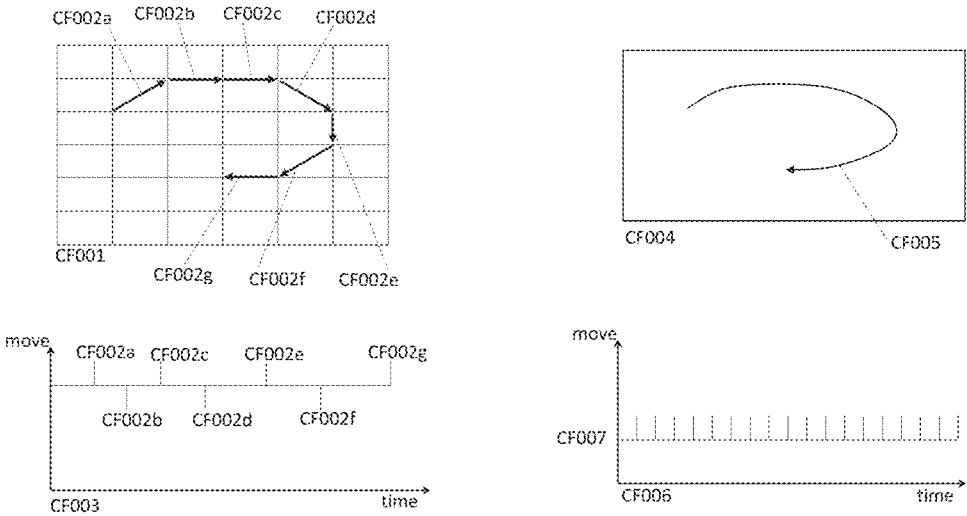 CF002a CF002b CF002c CF002d
CF001
CF002g CF002f CF002e
CF004
CF005
move
CF002a CF002c CF002e CF002g
CF002b CF002d CF002f
CF003
time
move
CF007
CF006
time